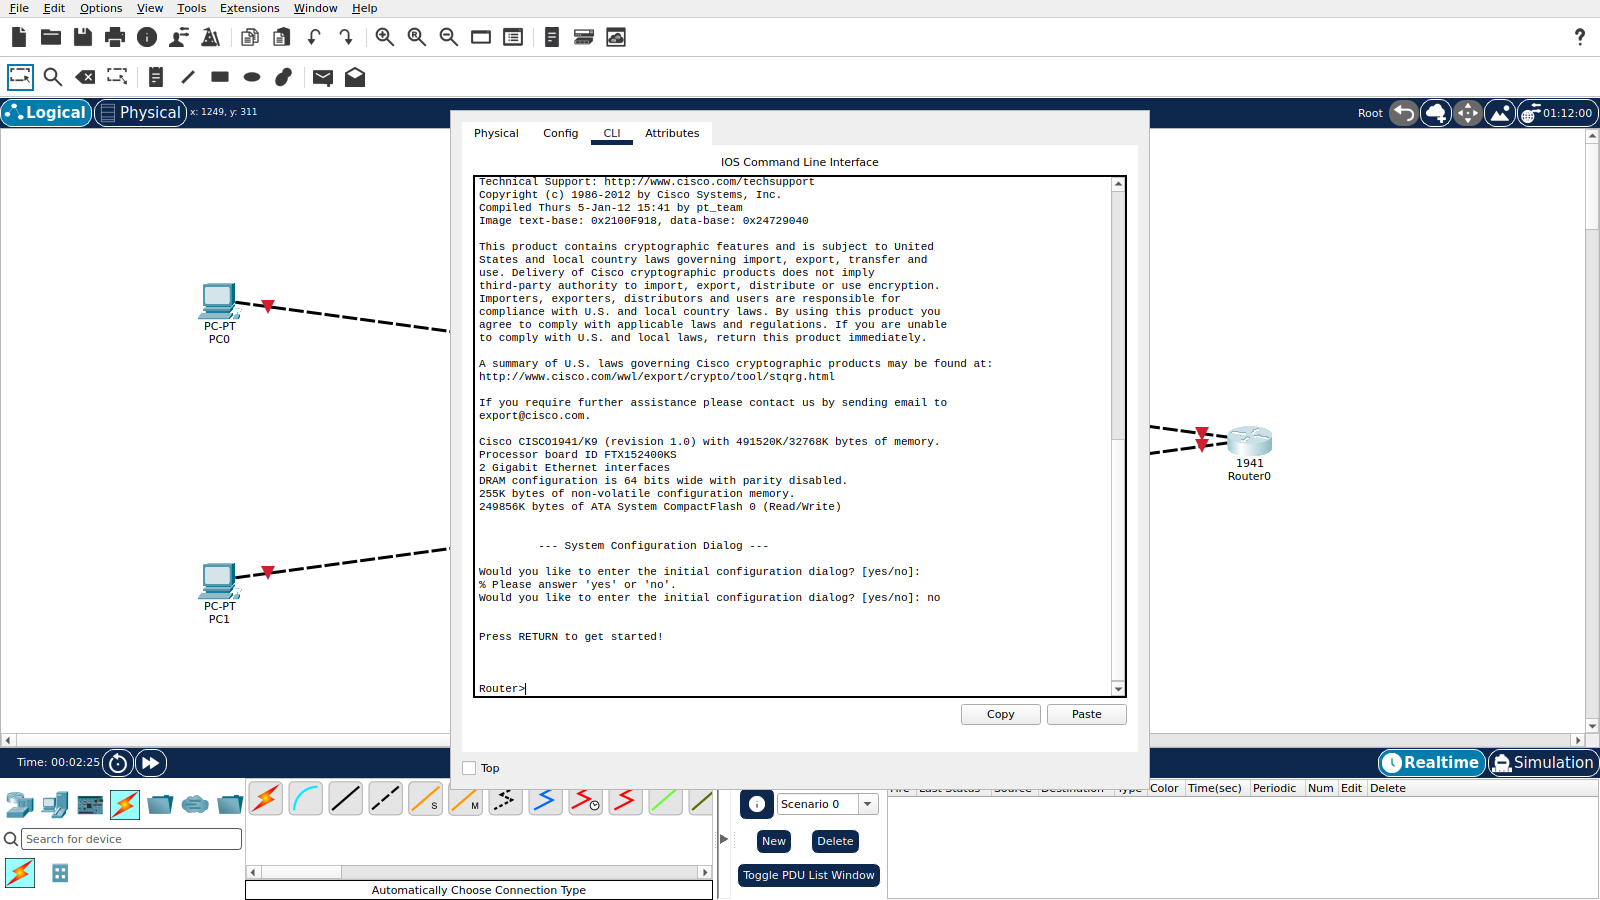 File Edit Options View Tools Extensions Window Help
Logical Physical x: 1249, y: 311
Root 01:12:00
Physical Config CLI Attributes
IOS Command Line Interface
Technical Support: http://www.cisco.com/techsupport
Copyright (c) 1986-2012 by Cisco Systems, Inc.
Compiled Thurs 5-Jan-12 15:41 by pt_team
Image text-base: 0x2100F918, data-base: 0x24729040
This product contains cryptographic features and is subject to United
States and local country laws governing import, export, transfer and
use. Delivery of Cisco cryptographic products does not imply
third-party authority to import, export, distribute or use encryption.
Importers, exporters, distributors and users are responsible for
compliance with U.S. and local country laws. By using this product you
agree to comply with applicable laws and regulations. If you are unable
to comply with U.S. and local laws, return this product immediately.
A summary of U.S. laws governing Cisco cryptographic products may be found at:
http://www.cisco.com/wwl/export/crypto/tool/stqrg.html
If you require further assistance please contact us by sending email to
export@cisco.com.
Cisco CISCO1941/K9 (revision 1.0) with 491520K/32768K bytes of memory.
Processor board ID FTX152400KS
2 Gigabit Ethernet interfaces
DRAM configuration is 64 bits wide with parity disabled.
255K bytes of non-volatile configuration memory.
249856K bytes of ATA System CompactFlash 0 (Read/Write)
--- System Configuration Dialog ---
Would you like to enter the initial configuration dialog? [yes/no]:
% Please answer 'yes' or 'no'.
Would you like to enter the initial configuration dialog? [yes/no]: no
Press RETURN to get started!
Router>
Copy Paste
Top
PC-PT
PC0
PC-PT
PC1
1941
Router0
Time: 00:02:25
Realtime Simulation
Search for device
S M
Automatically Choose Connection Type
Scenario 0
New Delete
Toggle PDU List Window
Fire Last Status Source Destination Type Color Time(sec) Periodic Num Edit Delete